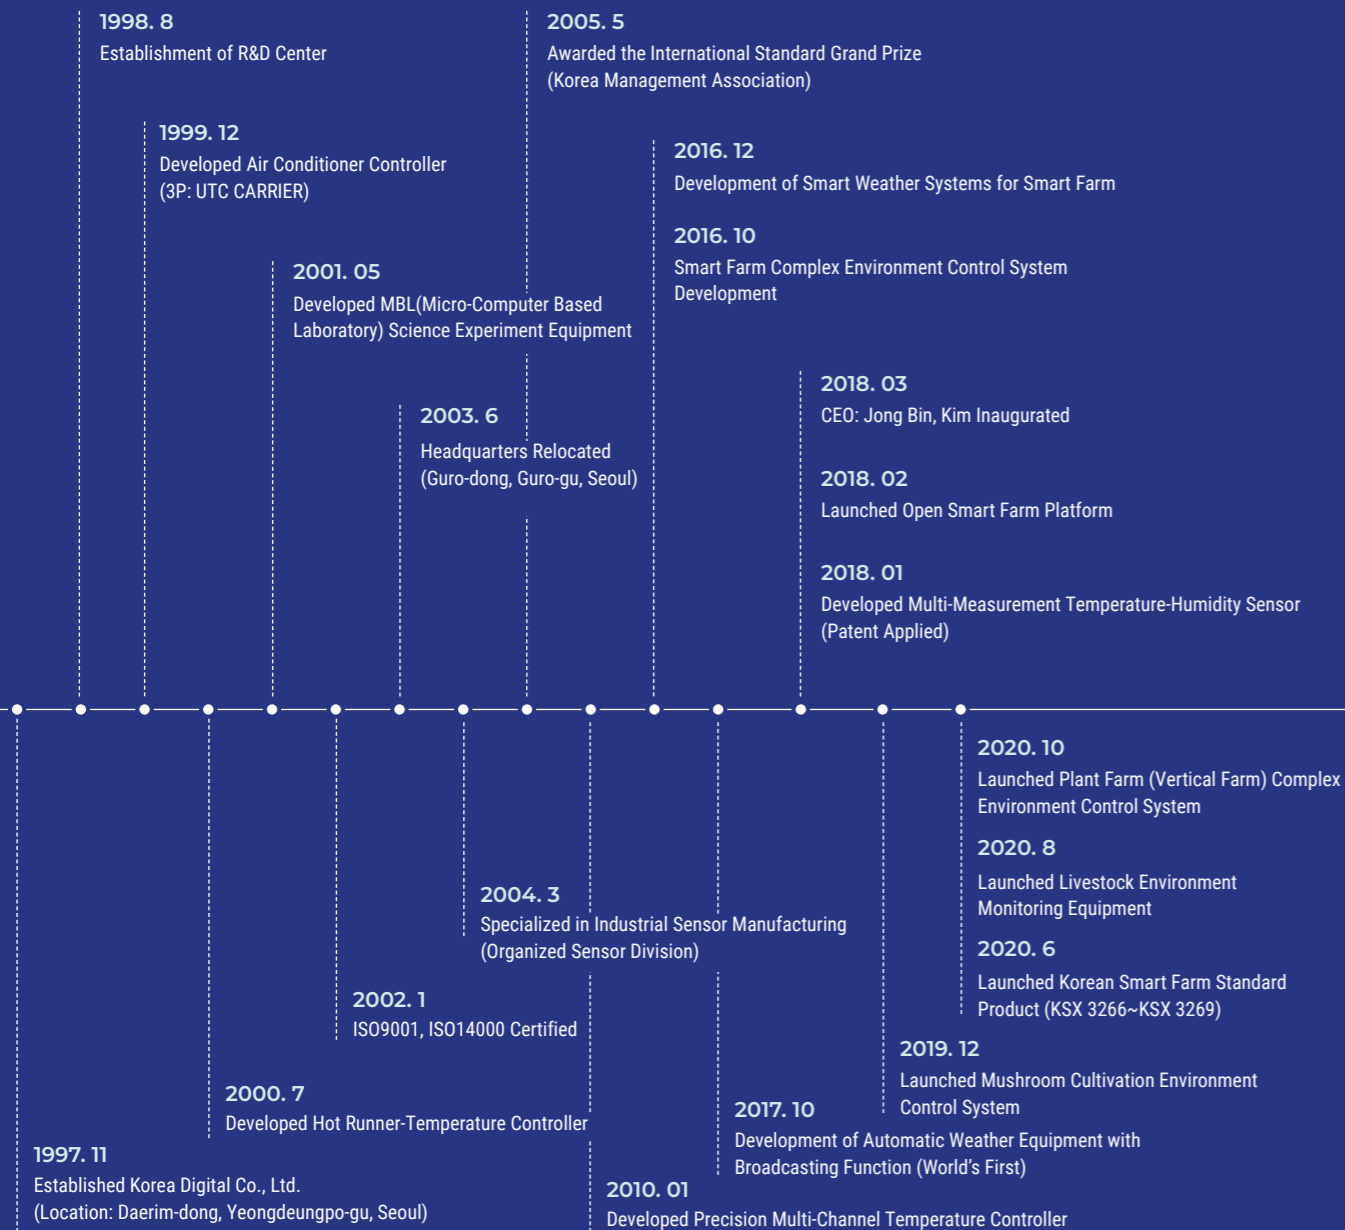 1998. 8
Establishment of R&D Center
2005. 5
Awarded the International Standard Grand Prize
(Korea Management Association)
1999. 12
Developed Air Conditioner Controller
(3P: UTC CARRIER)
2016. 12
Development of Smart Weather Systems for Smart Farm
2016. 10
Smart Farm Complex Environment Control System
Development
2001. 05
Developed MBL(Micro-Computer Based
Laboratory) Science Experiment Equipment
2003. 6
Headquarters Relocated
(Guro-dong, Guro-gu, Seoul)
2018. 03
CEO: Jong Bin, Kim Inaugurated
2018. 02
Launched Open Smart Farm Platform
2018. 01
Developed Multi-Measurement Temperature-Humidity Sensor
(Patent Applied)
2020. 10
Launched Plant Farm (Vertical Farm) Complex
Environment Control System
2020. 8
Launched Livestock Environment
Monitoring Equipment
2020. 6
Launched Korean Smart Farm Standard
Product (KSX 3266~KSX 3269)
2004. 3
Specialized in Industrial Sensor Manufacturing
(Organized Sensor Division)
2002. 1
ISO9001, ISO14000 Certified
2019. 12
Launched Mushroom Cultivation Environment
Control System
2000. 7
Developed Hot Runner-Temperature Controller
2017. 10
Development of Automatic Weather Equipment with
Broadcasting Function (World's First)
1997. 11
Established Korea Digital Co., Ltd.
(Location: Daerim-dong, Yeongdeungpo-gu, Seoul)
2010. 01
Developed Precision Multi-Channel Temperature Controller